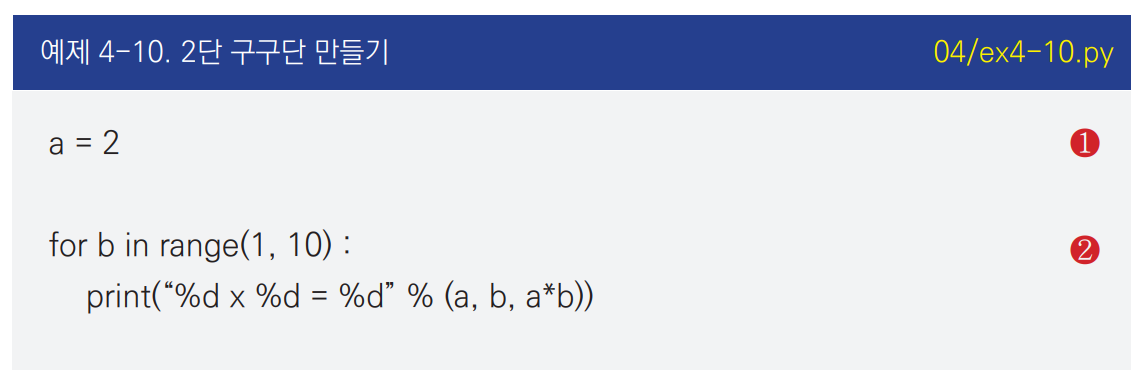 예제 4-10. 2단 구구단 만들기 04/ex4-10.py
a = 2 ❶
for b in range(1, 10) : ❷
print(“%d x %d = %d” % (a, b, a*b))